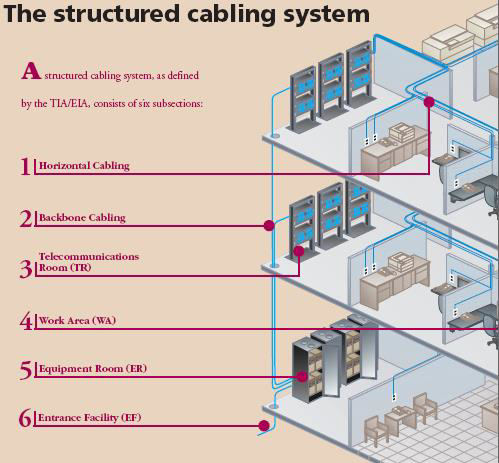 The structured cabling system
A structured cabling system, as defined
by the TIA/EIA, consists of six subsections:
1 Horizontal Cabling
2 Backbone Cabling
3 Telecommunications
Room (TR)
4 Work Area (WA)
5 Equipment Room (ER)
6 Entrance Facility (EF)